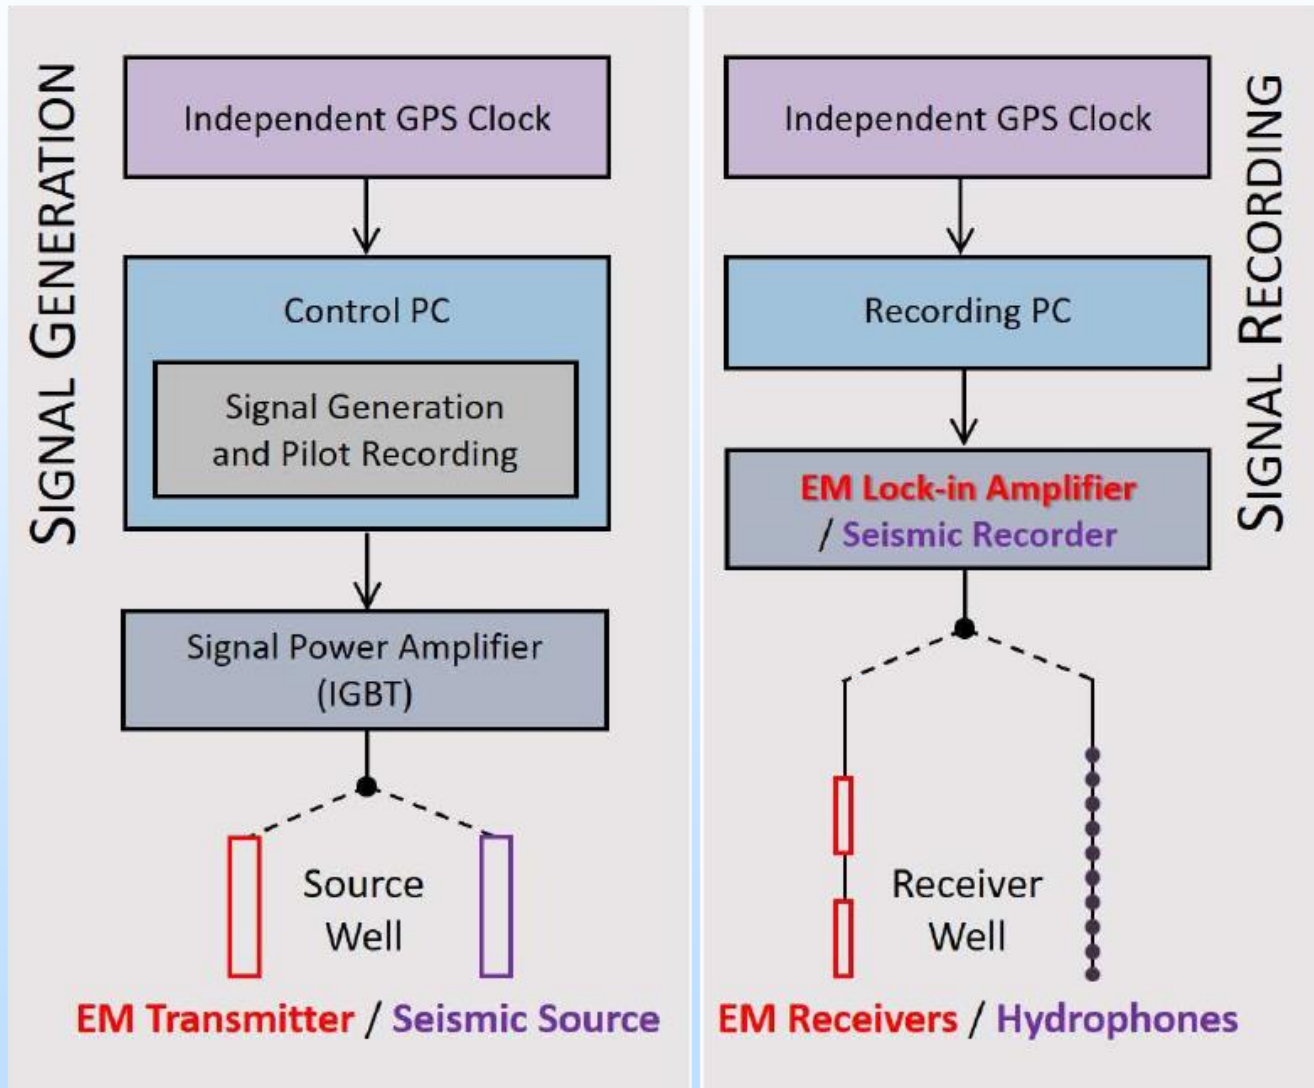 SIGNAL GENERATION
Independent GPS Clock
Control PC
Signal Generation
and Pilot Recording
Signal Power Amplifier
(IGBT)
Source
Well
EM Transmitter / Seismic Source
SIGNAL RECORDING
Independent GPS Clock
Recording PC
EM Lock-in Amplifier
/ Seismic Recorder
Receiver
Well
EM Receivers / Hydrophones